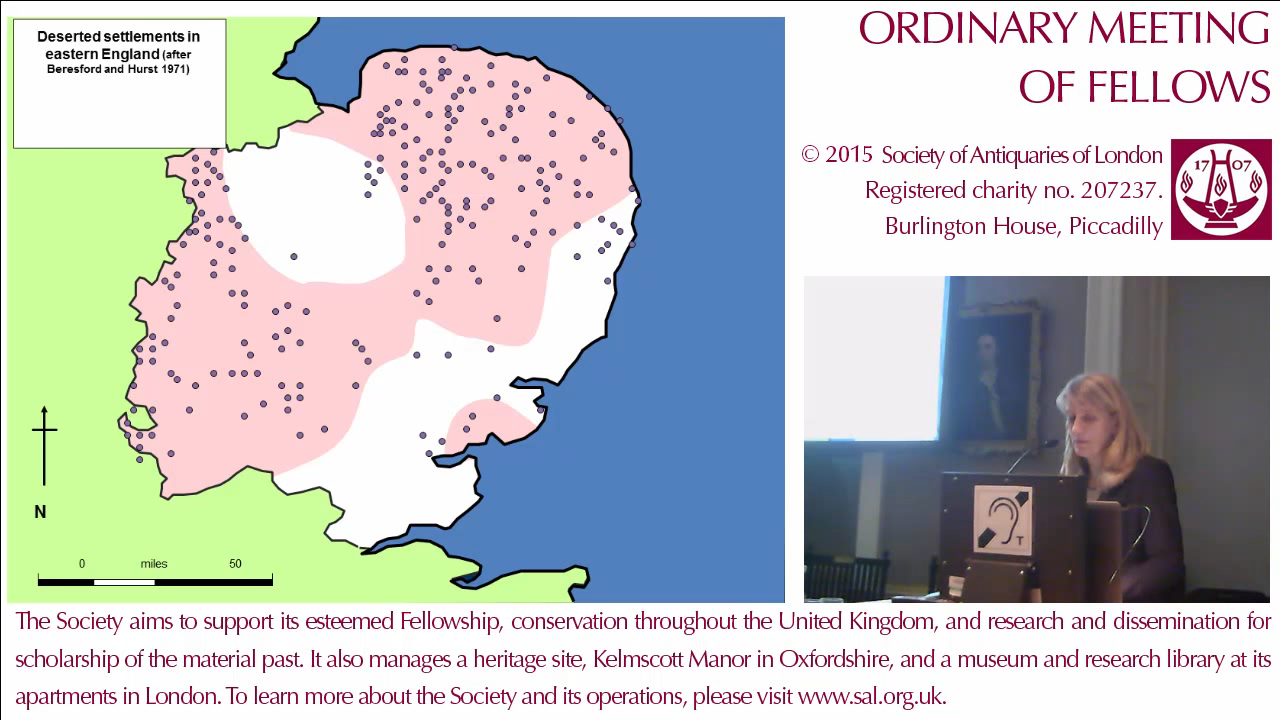 Deserted settlements in
eastern England (after
Beresford and Hurst 1971)
N
0 miles 50
ORDINARY MEETING
OF FELLOWS
© 2015 Society of Antiquaries of London
Registered charity no. 207237.
Burlington House, Piccadilly
17 07
T
The Society aims to support its esteemed Fellowship, conservation throughout the United Kingdom, and research and dissemination for
scholarship of the material past. It also manages a heritage site, Kelmscott Manor in Oxfordshire, and a museum and research library at its
apartments in London. To learn more about the Society and its operations, please visit www.sal.org.uk.